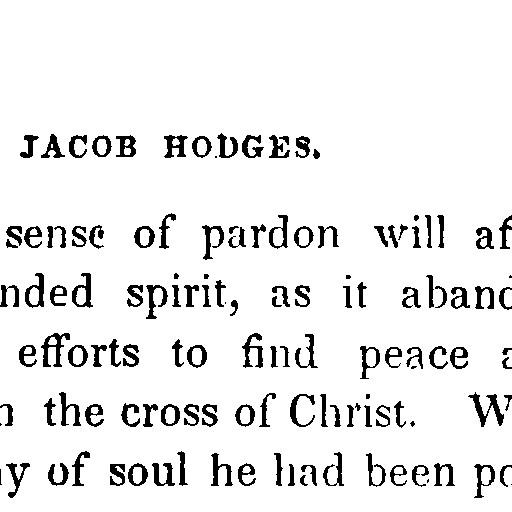 JACOB HODGES.
sense of pardon will af
nded spirit, as it aband
efforts to find peace a
n the cross of Christ. W
y of soul he had been po